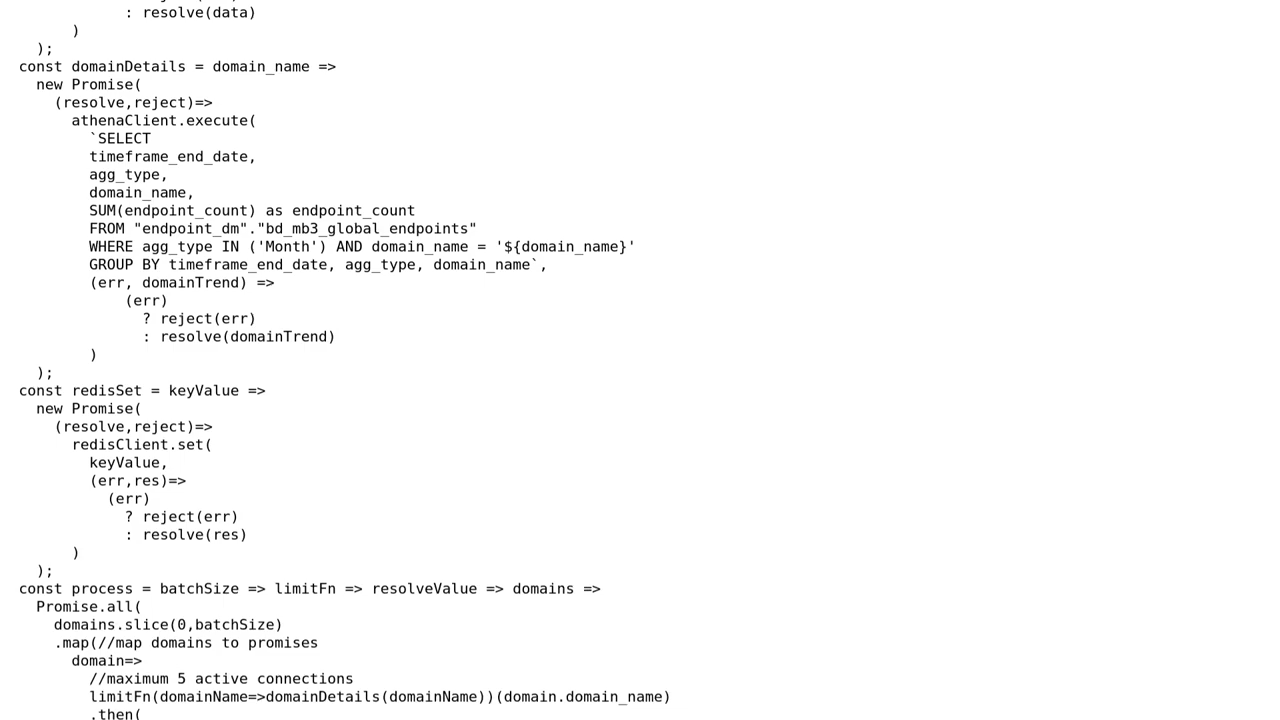 : resolve(data)
)
);
const domainDetails = domain_name =>
new Promise(
(resolve,reject)=>
athenaClient.execute(
`SELECT
timeframe_end_date,
agg_type,
domain_name,
SUM(endpoint_count) as endpoint_count
FROM "endpoint_dm"."bd_mb3_global_endpoints"
WHERE agg_type IN ('Month') AND domain_name = '${domain_name}'
GROUP BY timeframe_end_date, agg_type, domain_name`,
(err, domainTrend) =>
(err)
? reject(err)
: resolve(domainTrend)
)
);
const redisSet = keyValue =>
new Promise(
(resolve,reject)=>
redisClient.set(
keyValue,
(err,res)=>
(err)
? reject(err)
: resolve(res)
)
);
const process = batchSize => limitFn => resolveValue => domains =>
Promise.all(
domains.slice(0,batchSize)
.map(//map domains to promises
domain=>
//maximum 5 active connections
limitFn(domainName=>domainDetails(domainName))(domain.domain_name)
.then(